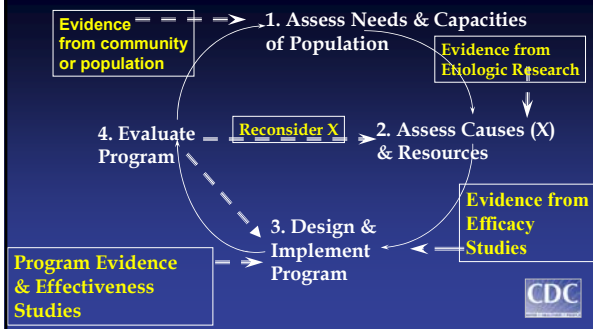 Evidence
from community
or population
1. Assess Needs & Capacities
of Population
Evidence from
Etiologic Research
4. Evaluate
Program
Reconsider X
2. Assess Causes (X)
& Resources
Evidence from
Efficacy
Studies
3. Design &
Implement
Program
Program Evidence
& Effectiveness
Studies
CDC